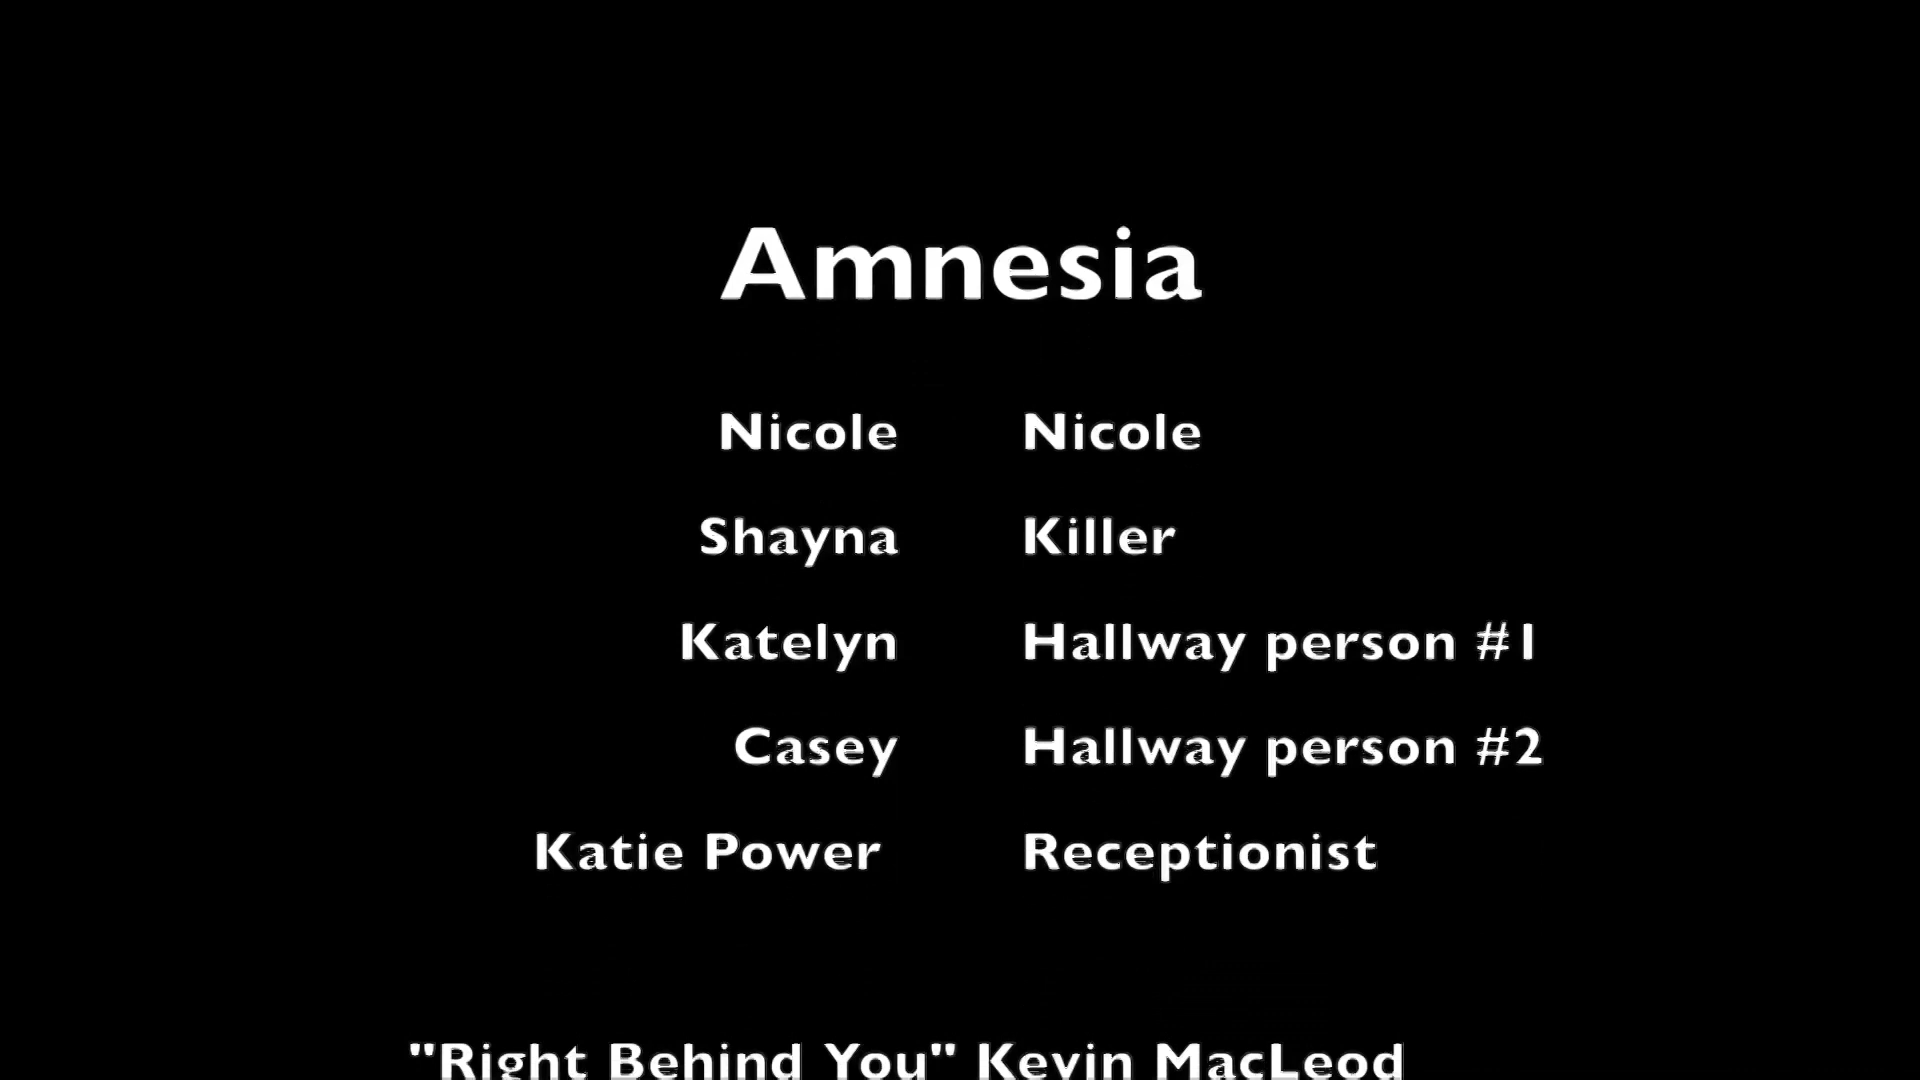 Amnesia
Nicole Nicole
Shayna Killer
Katelyn Hallway person #1
Casey Hallway person #2
Katie Power Receptionist
"Right Behind You" Kevin MacLeod